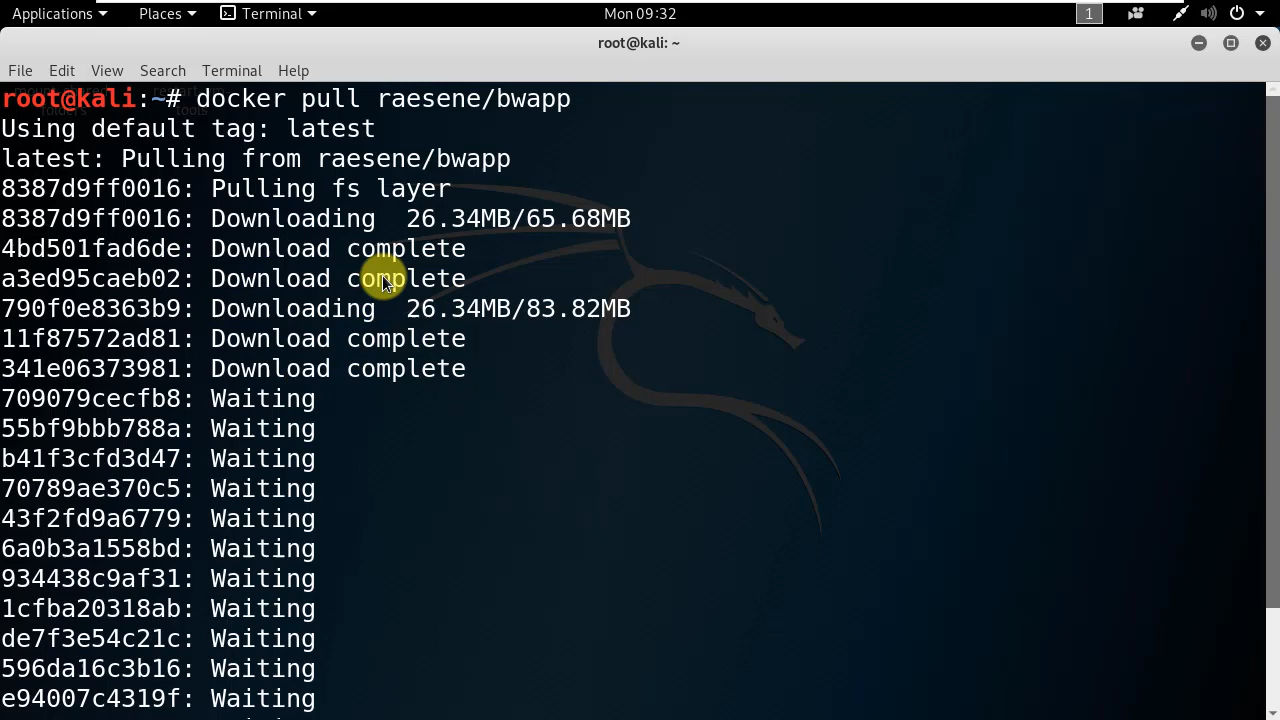 Applications Places Terminal Mon 09:32 1
root@kali: ~
File Edit View Search Terminal Help
root@kali:~# docker pull raesene/bwapp
Using default tag: latest
latest: Pulling from raesene/bwapp
8387d9ff0016: Pulling fs layer
8387d9ff0016: Downloading 26.34MB/65.68MB
4bd501fad6de: Download complete
a3ed95caeb02: Download complete
790f0e8363b9: Downloading 26.34MB/83.82MB
11f87572ad81: Download complete
341e06373981: Download complete
709079cecfb8: Waiting
55bf9bbb788a: Waiting
b41f3cfd3d47: Waiting
70789ae370c5: Waiting
43f2fd9a6779: Waiting
6a0b3a1558bd: Waiting
934438c9af31: Waiting
1cfba20318ab: Waiting
de7f3e54c21c: Waiting
596da16c3b16: Waiting
e94007c4319f: Waiting